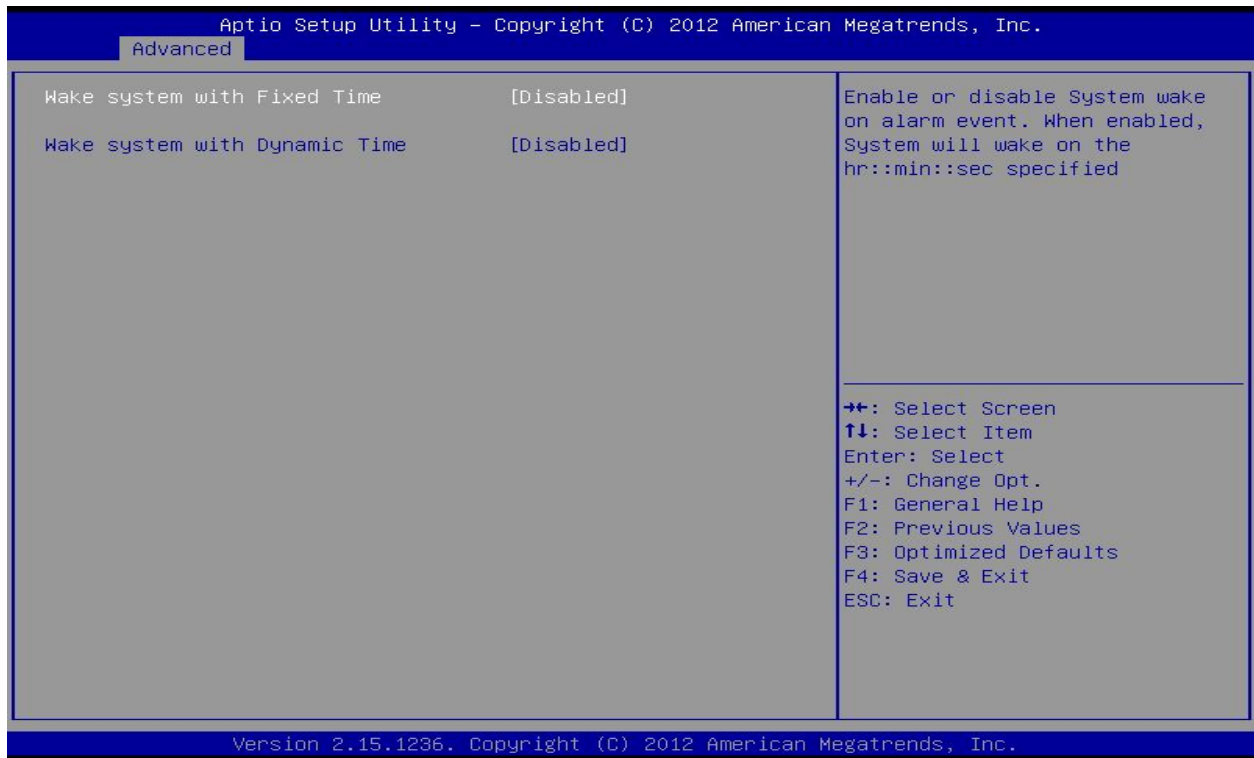 Aptio Setup Utility – Copyright (C) 2012 American Megatrends, Inc.
Advanced
Wake system with Fixed Time [Disabled]
Wake system with Dynamic Time [Disabled]
Enable or disable System wake
on alarm event. When enabled,
System will wake on the
hr::min::sec specified
→←: Select Screen
↑↓: Select Item
Enter: Select
+/-: Change Opt.
F1: General Help
F2: Previous Values
F3: Optimized Defaults
F4: Save & Exit
ESC: Exit
Version 2.15.1236. Copyright (C) 2012 American Megatrends, Inc.